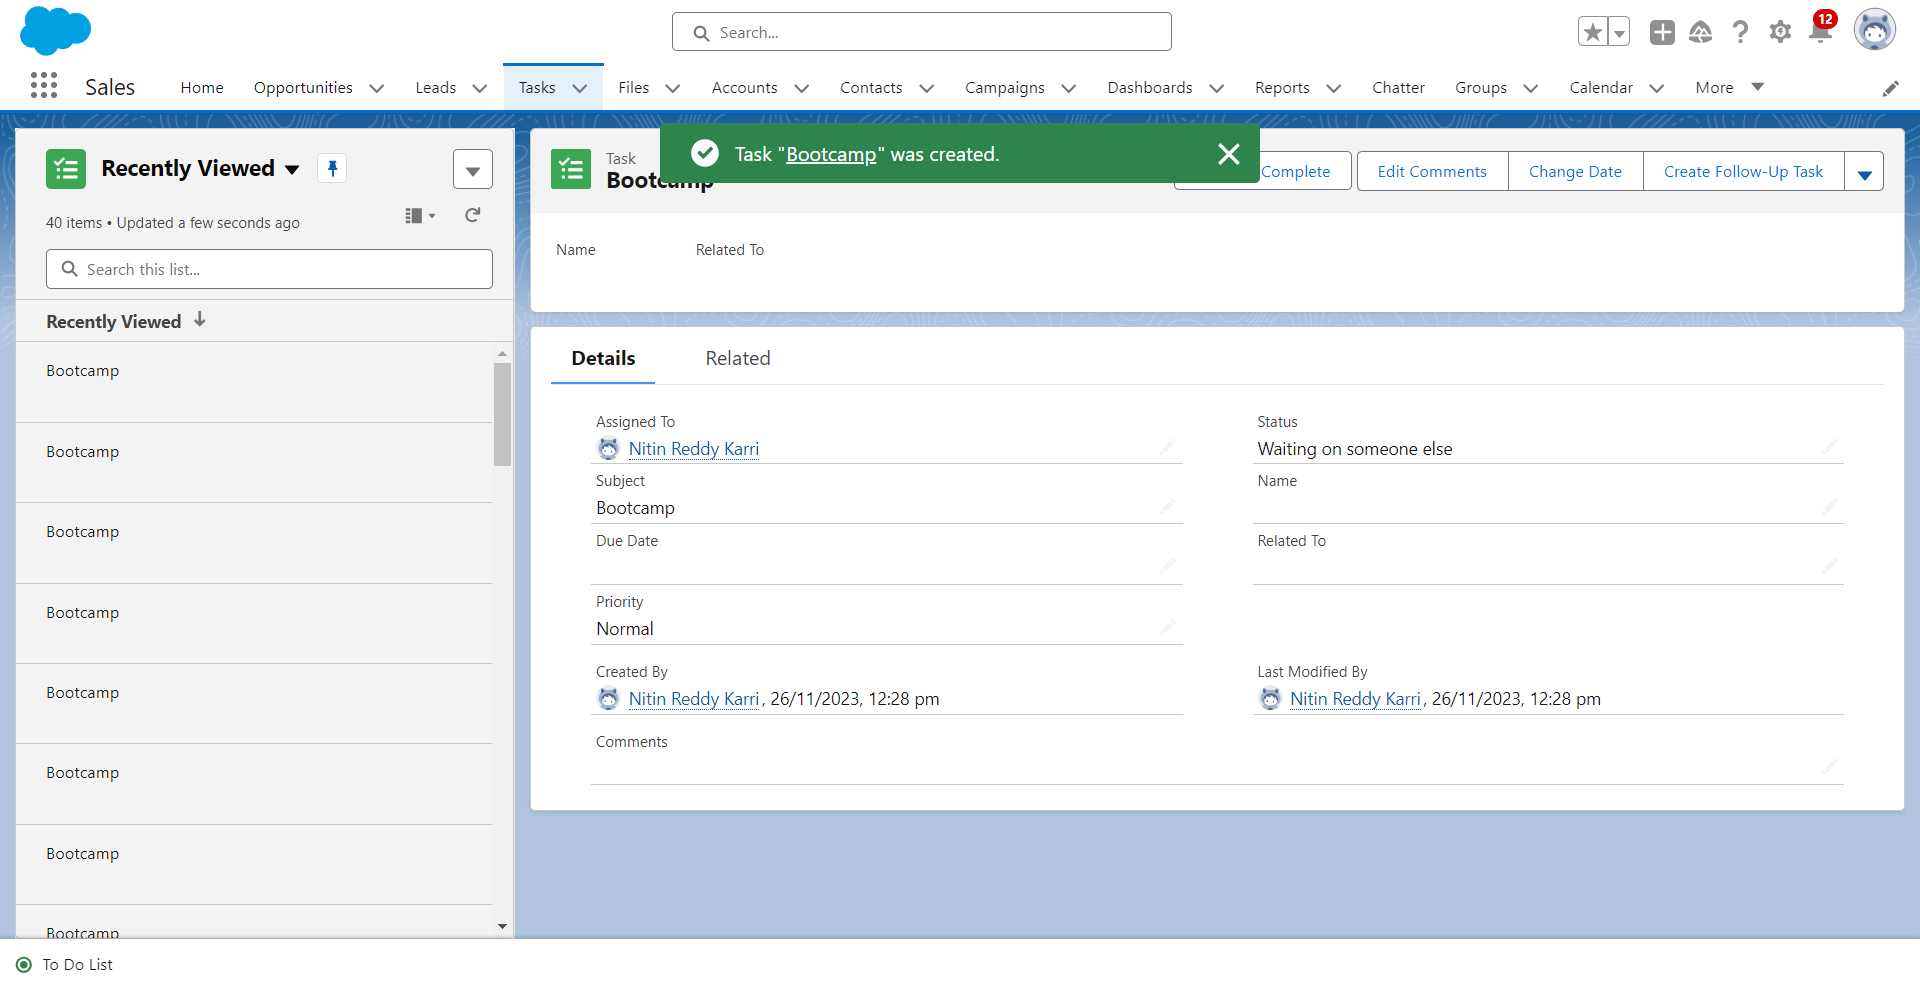 Search...
12
Sales
Home
Opportunities
Leads
Tasks
Files
Accounts
Contacts
Campaigns
Dashboards
Reports
Chatter
Groups
Calendar
More
Recently Viewed
40 items • Updated a few seconds ago
Search this list...
Recently Viewed
Bootcamp
Bootcamp
Bootcamp
Bootcamp
Bootcamp
Bootcamp
Bootcamp
Bootcamp
Task "Bootcamp" was created.
Task
Bootcamp
Complete
Edit Comments
Change Date
Create Follow-Up Task
Name
Related To
Details
Related
Assigned To
Nitin Reddy Karri
Status
Waiting on someone else
Subject
Bootcamp
Name
Due Date
Related To
Priority
Normal
Created By
Nitin Reddy Karri, 26/11/2023, 12:28 pm
Last Modified By
Nitin Reddy Karri, 26/11/2023, 12:28 pm
Comments
To Do List